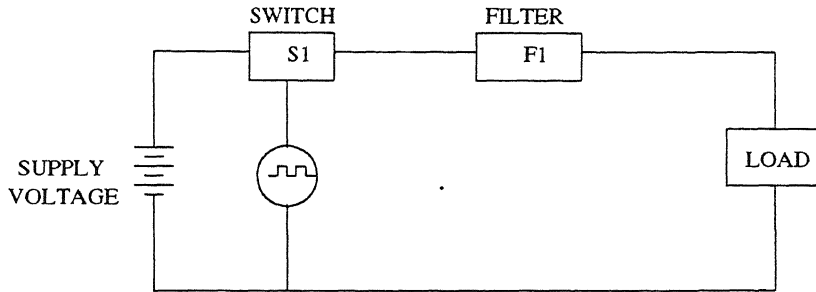 SWITCH
FILTER
S1
F1
SUPPLY
VOLTAGE
LOAD